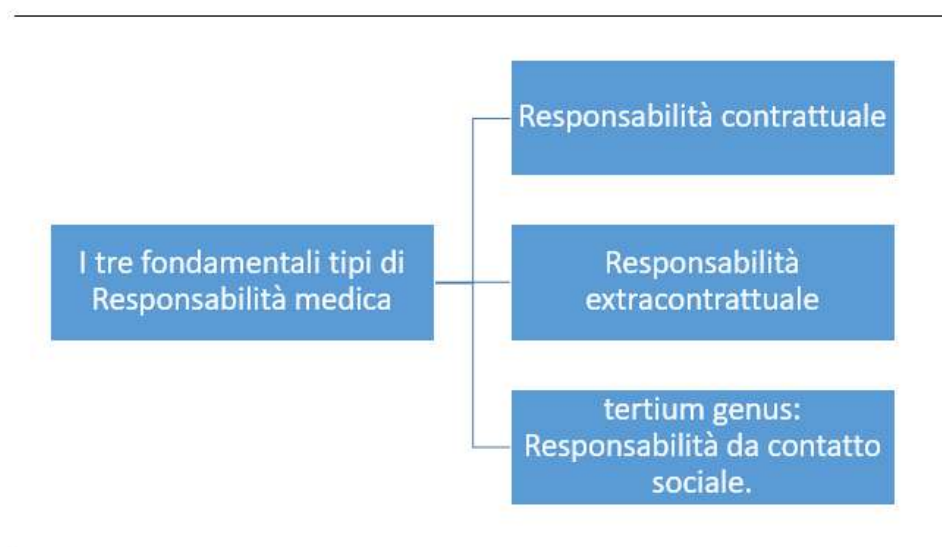 Responsabilità contrattuale
I tre fondamentali tipi di
Responsabilità medica
Responsabilità
extracontrattuale
tertium genus:
Responsabilità da contatto
sociale.